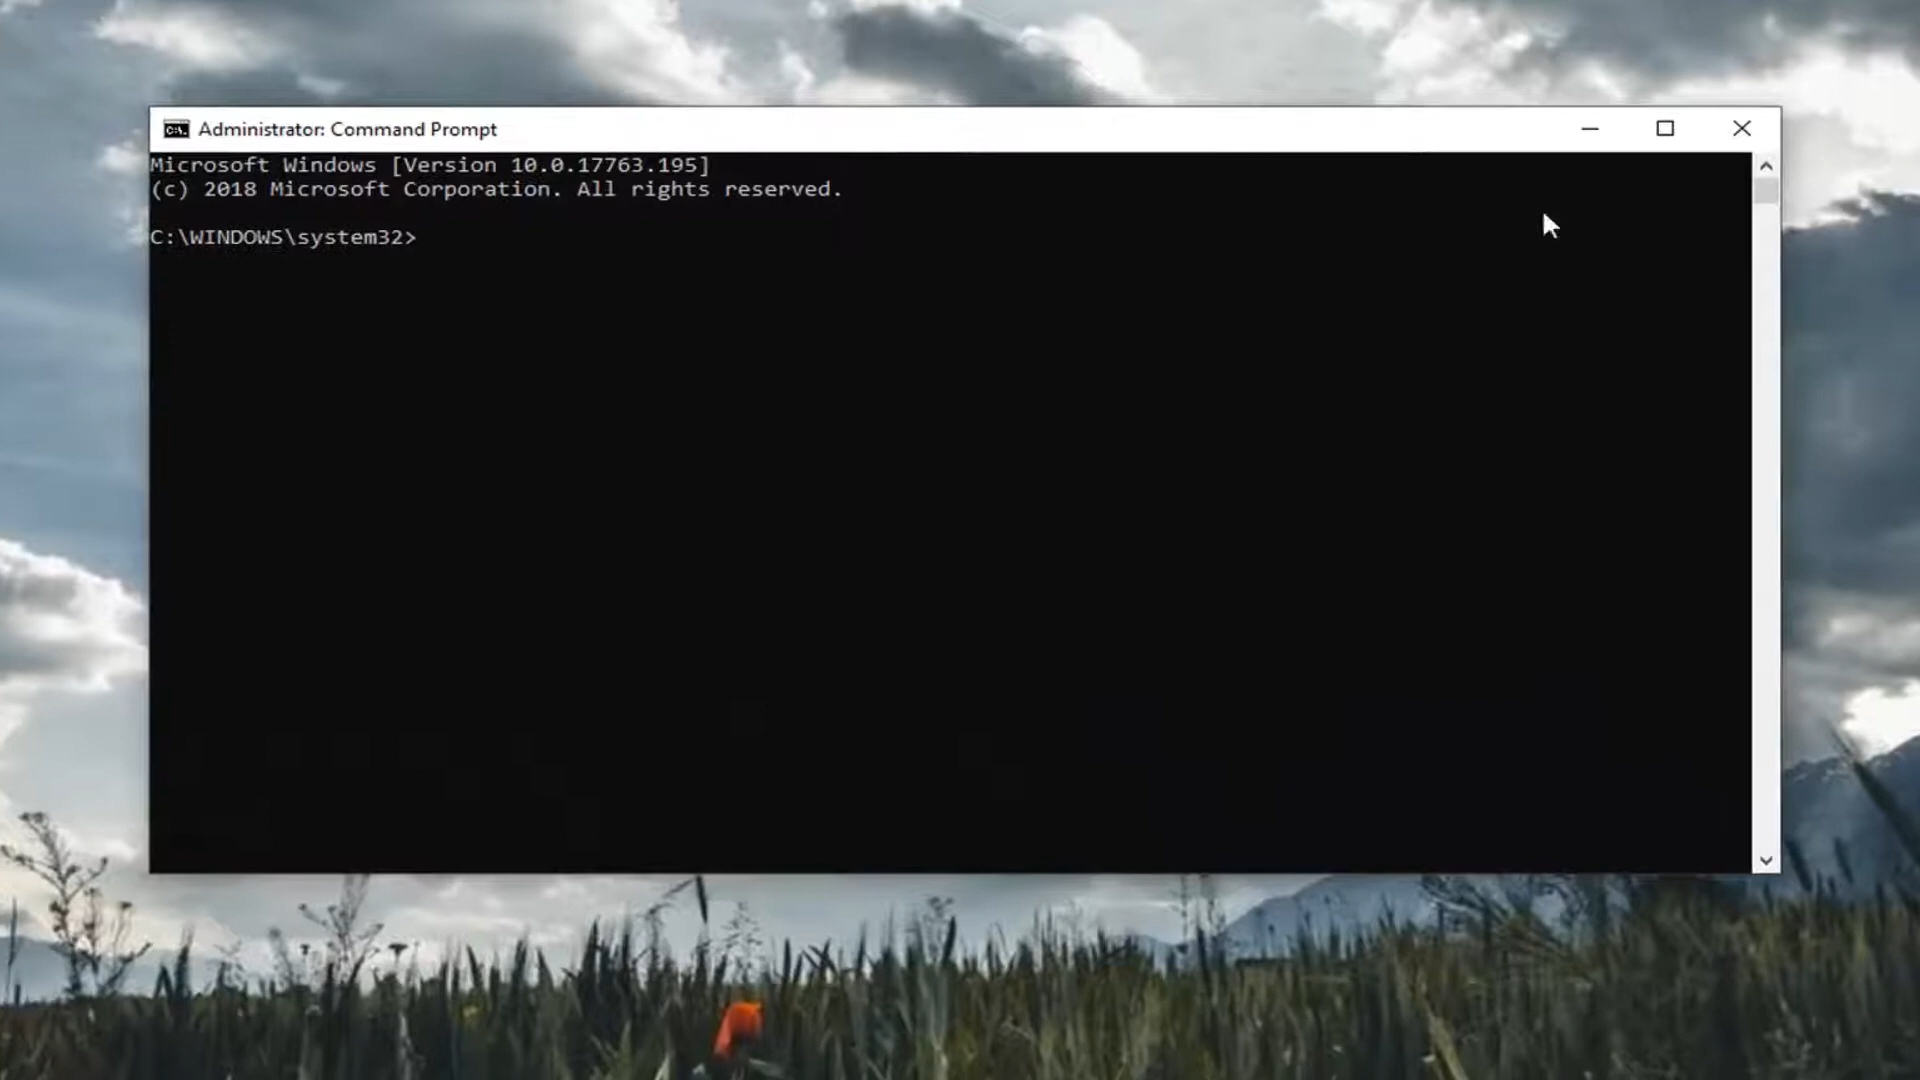 Administrator: Command Prompt
Microsoft Windows [Version 10.0.17763.195]
(c) 2018 Microsoft Corporation. All rights reserved.
C:\WINDOWS\system32>